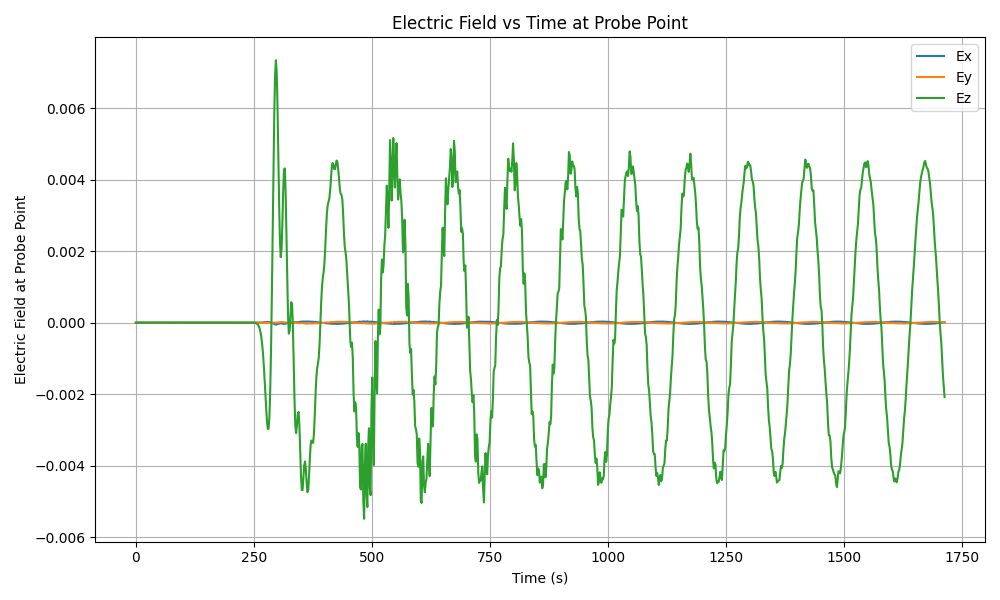 Electric Field vs Time at Probe Point
Ex
Ey
Ez
Electric Field at Probe Point
0.006
0.004
0.002
0.000
−0.002
−0.004
−0.006
0 250 500 750 1000 1250 1500 1750
Time (s)